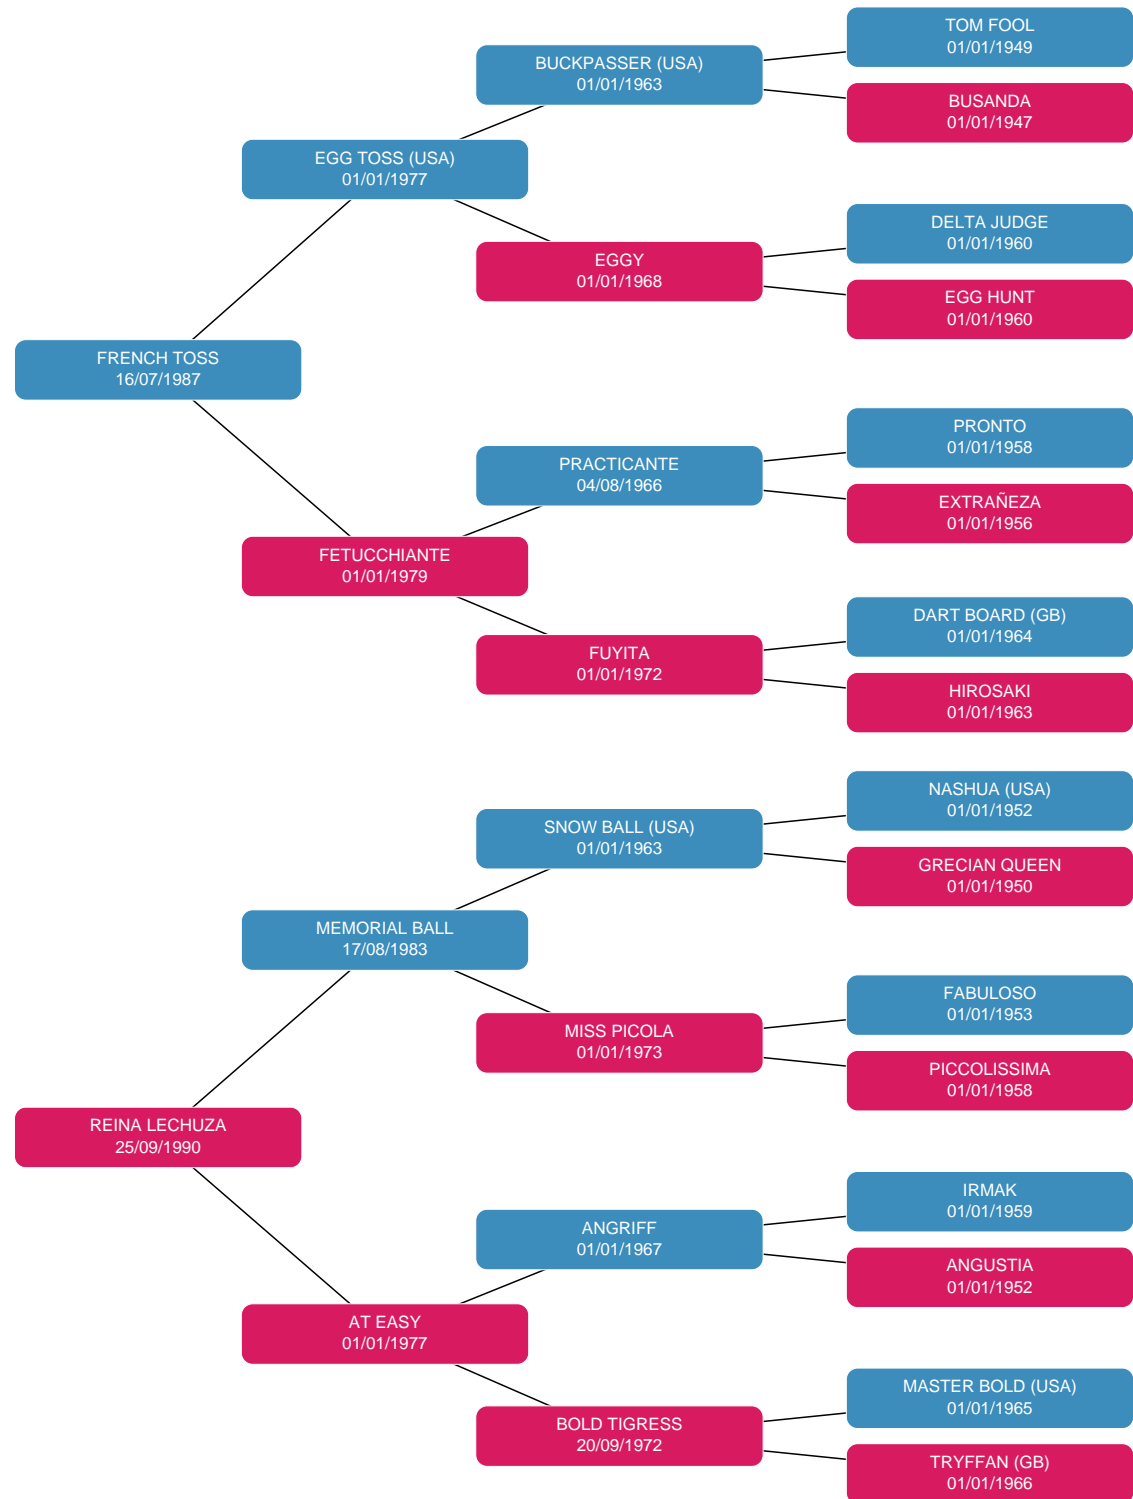 TOM FOOL
01/01/1949
BUCKPASSER (USA)
01/01/1963
BUSANDA
01/01/1947
EGG TOSS (USA)
01/01/1977
DELTA JUDGE
01/01/1960
EGGY
01/01/1968
EGG HUNT
01/01/1960
FRENCH TOSS
16/07/1987
PRONTO
01/01/1958
PRACTICANTE
04/08/1966
EXTRAÑEZA
01/01/1956
FETUCCHIANTE
01/01/1979
DART BOARD (GB)
01/01/1964
FUYITA
01/01/1972
HIROSAKI
01/01/1963
NASHUA (USA)
01/01/1952
SNOW BALL (USA)
01/01/1963
GRECIAN QUEEN
01/01/1950
MEMORIAL BALL
17/08/1983
FABULOSO
01/01/1953
MISS PICOLA
01/01/1973
PICCOLISSIMA
01/01/1958
REINA LECHUZA
25/09/1990
IRMAK
01/01/1959
ANGRIFF
01/01/1967
ANGUSTIA
01/01/1952
AT EASY
01/01/1977
MASTER BOLD (USA)
01/01/1965
BOLD TIGRESS
20/09/1972
TRYFFAN (GB)
01/01/1966